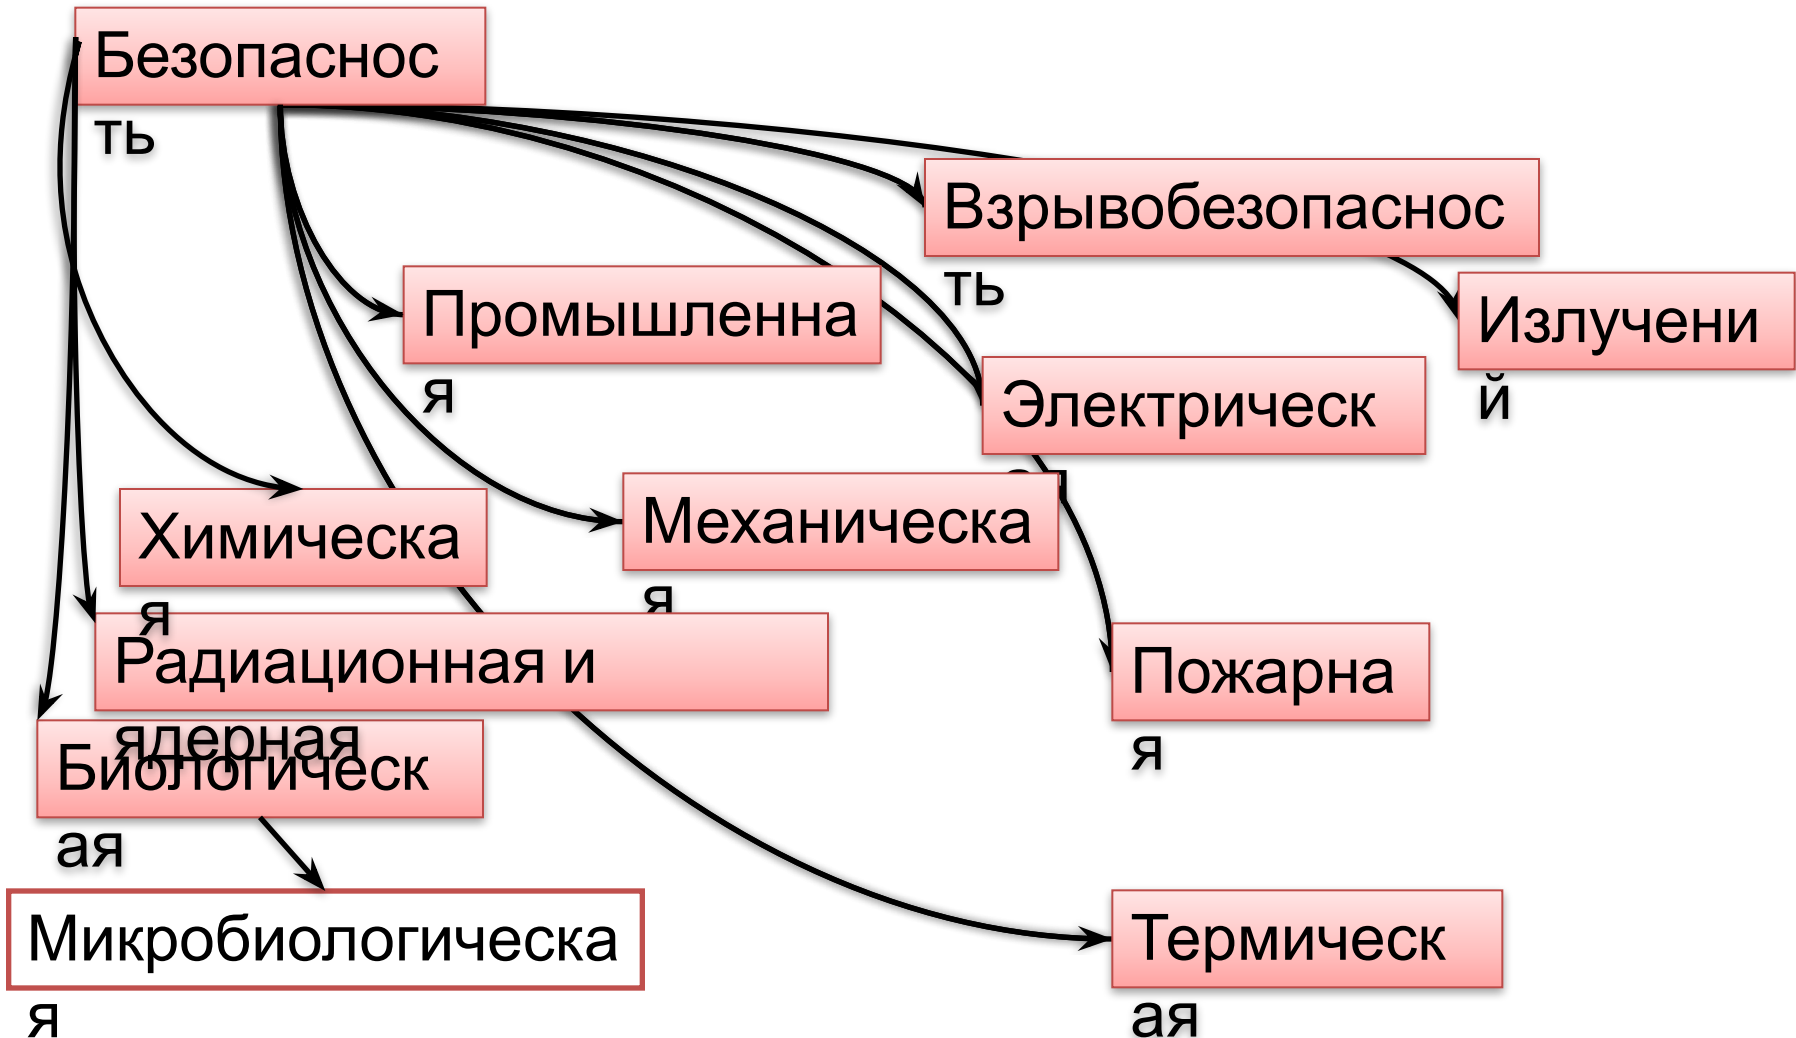 Безопаснос
ть
Взрывобезопаснос
ть
Промышленна
я
Излучени
й
Электрическ
Химическа
я
Механическа
я
Радиационная и
ядерная
Пожарна
я
Биологическ
ая
Микробиологическа
я
Термическ
ая